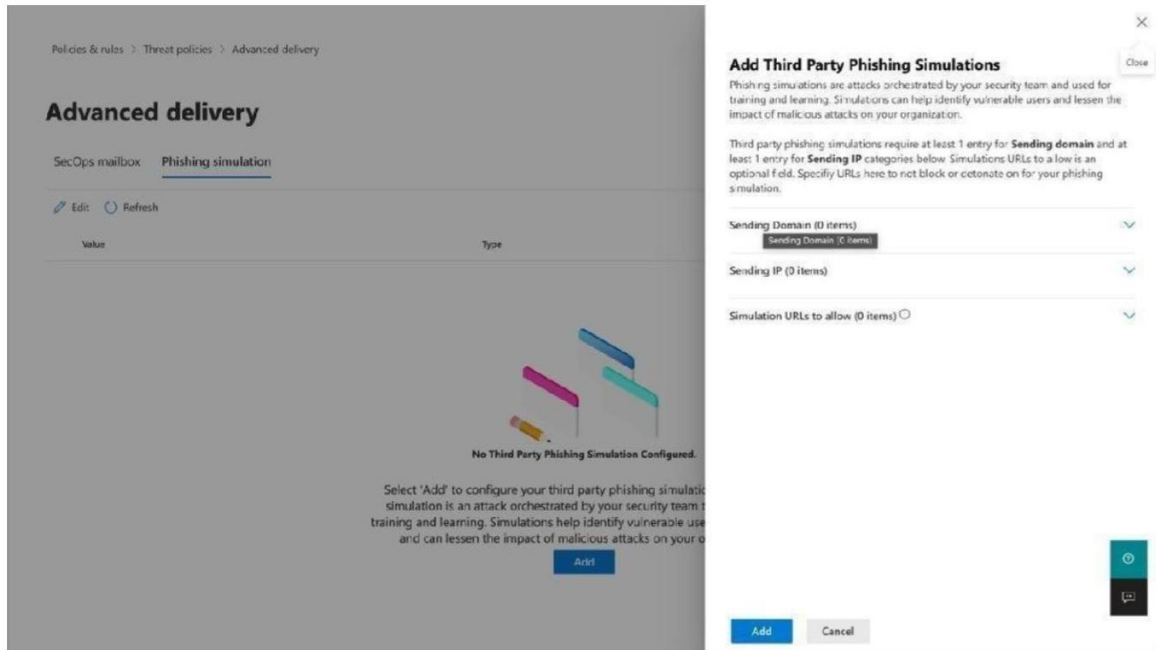 Policies & rules > Threat policies > Advanced delivery
Advanced delivery
SecOps mailbox Phishing simulation
Edit Refresh
Value Type
No Third Party Phishing Simulation Configured.
Select 'Add' to configure your third party phishing simulatio
simulation is an attack orchestrated by your security team t
training and learning. Simulations help identify vulnerable use
and can lessen the impact of malicious attacks on your o
Add
Close
Add Third Party Phishing Simulations
Phishing simulations are attacks orchestrated by your security team and used for
training and learning. Simulations can help identify vulnerable users and lessen the
impact of malicious attacks on your organization.
Third party phishing simulations require at least 1 entry for Sending domain and at
least 1 entry for Sending IP categories below. Simulations URLs to allow is an
optional field. Specifiy URLs here to not block or detonate on for your phishing
simulation.
Sending Domain (0 items)
Sending Domain (0 items)
Sending IP (0 items)
Simulation URLs to allow (0 items)
Add Cancel